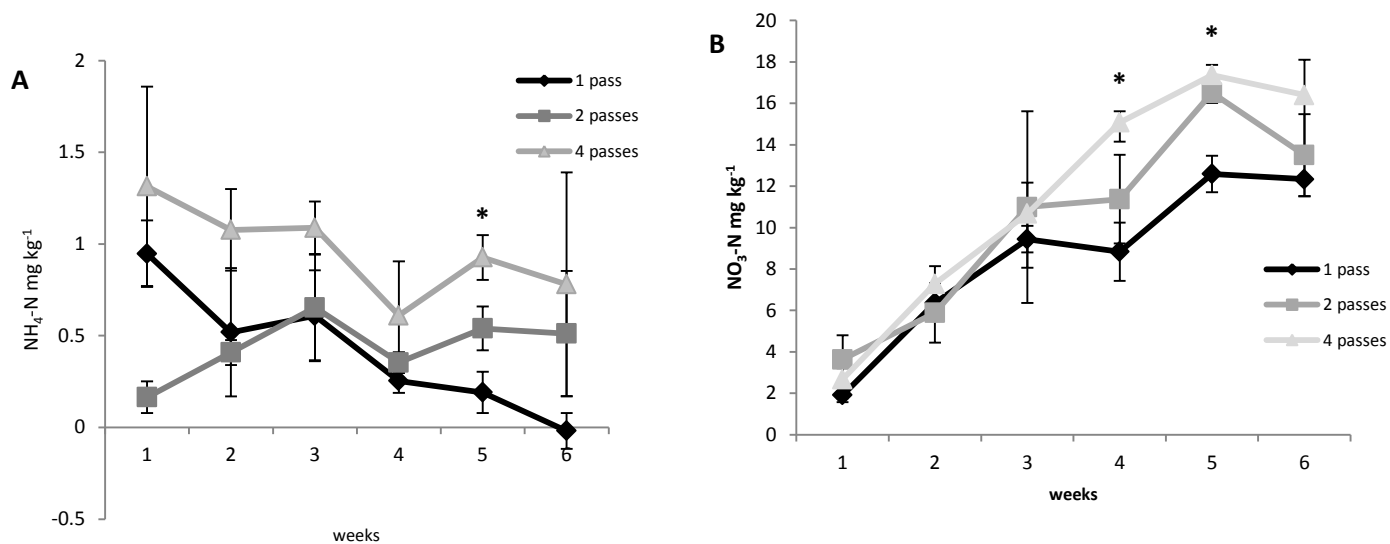 A
NH₄-N mg kg⁻¹
2
1.5
1
0.5
0
-0.5
1 2 3 4 5 6
weeks
*
1 pass
2 passes
4 passes
B
NO₃-N mg kg⁻¹
20
18
16
14
12
10
8
6
4
2
0
1 2 3 4 5 6
weeks
*
*
1 pass
2 passes
4 passes